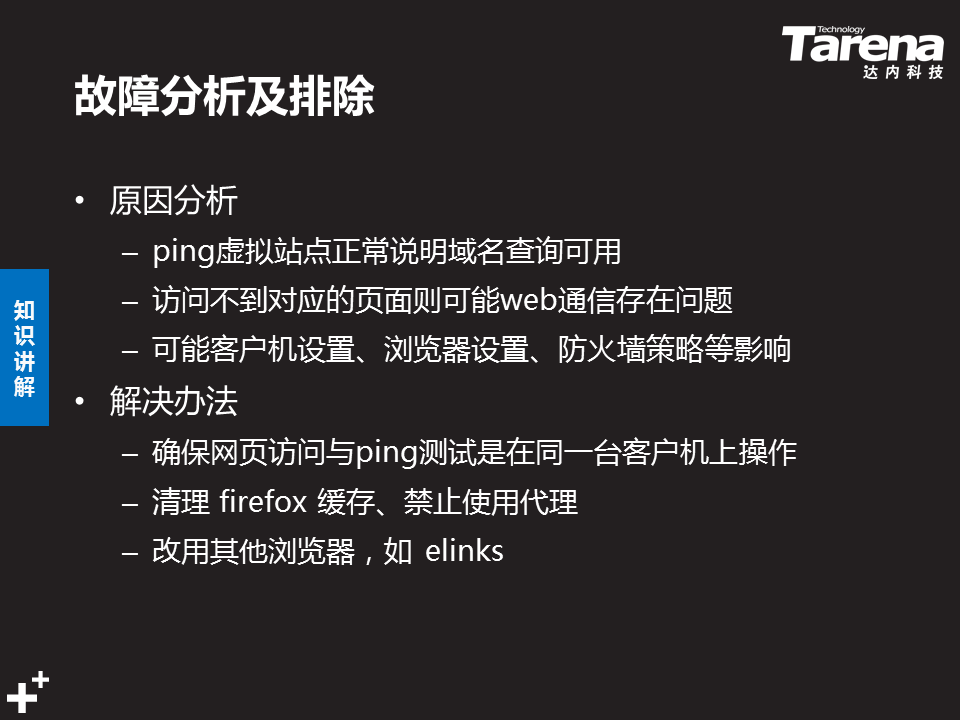 Technology
Tarena
达内科技
故障分析及排除
• 原因分析
– ping虚拟站点正常说明域名查询可用
– 访问不到对应的页面则可能web通信存在问题
– 可能客户机设置、浏览器设置、防火墙策略等影响
知识讲解
• 解决办法
– 确保网页访问与ping测试是在同一台客户机上操作
– 清理 firefox 缓存、禁止使用代理
– 改用其他浏览器，如 elinks